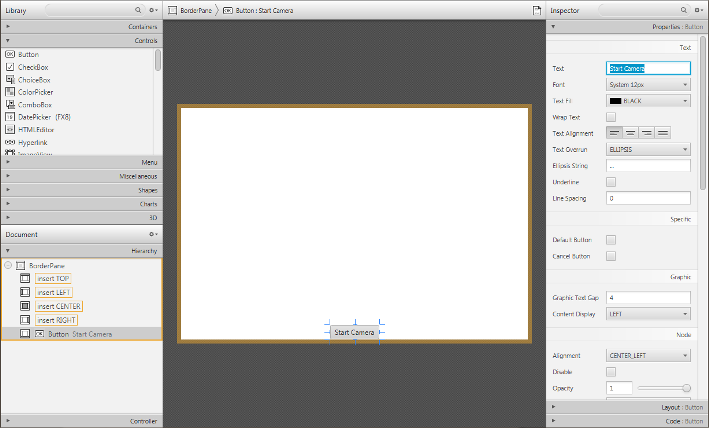 Library
Containers
Controls
Button
CheckBox
ChoiceBox
ColorPicker
ComboBox
DatePicker (FX8)
HTMLEditor
Hyperlink
ImageView
Menu
Miscellaneous
Shapes
Charts
3D
Document
Hierarchy
BorderPane
insert TOP
insert LEFT
insert CENTER
insert RIGHT
OK Button Start Camera
Controller
BorderPane OK Button : Start Camera
Start Camera
Inspector
Properties : Button
Text
Text Start Camera
Font System 12px
Text Fill BLACK
Wrap Text
Text Alignment
Text Overrun ELLIPSIS
Ellipsis String ...
Underline
Line Spacing 0
Specific
Default Button
Cancel Button
Graphic
Graphic Text Gap 4
Content Display LEFT
Node
Alignment CENTER_LEFT
Disable
Opacity 1
Layout : Button
Code : Button